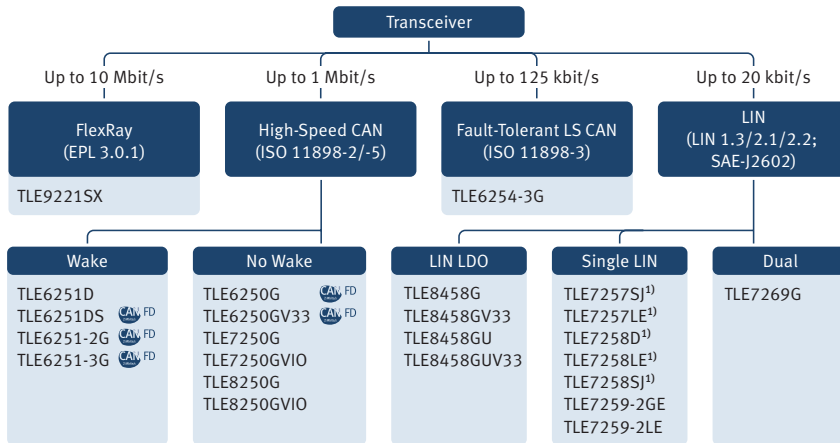 Transceiver
Up to 10 Mbit/s
Up to 1 Mbit/s
Up to 125 kbit/s
Up to 20 kbit/s
FlexRay
(EPL 3.0.1)
TLE9221SX
High-Speed CAN
(ISO 11898-2/-5)
Fault-Tolerant LS CAN
(ISO 11898-3)
TLE6254-3G
LIN
(LIN 1.3/2.1/2.2;
SAE-J2602)
Wake
TLE6251D
TLE6251DS CAN FD
TLE6251-2G CAN FD
TLE6251-3G CAN FD
No Wake
TLE6250G CAN FD
TLE6250GV33 CAN FD
TLE7250G
TLE7250GVIO
TLE8250G
TLE8250GVIO
LIN LDO
TLE8458G
TLE8458GV33
TLE8458GU
TLE8458GUV33
Single LIN
TLE7257SJ¹⁾
TLE7257LE¹⁾
TLE7258D¹⁾
TLE7258LE¹⁾
TLE7258SJ¹⁾
TLE7259-2GE
TLE7259-2LE
Dual
TLE7269G